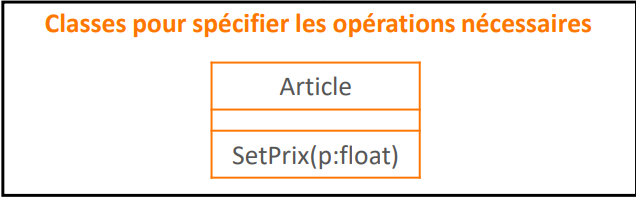 Classes pour spécifier les opérations nécessaires
Article
SetPrix(p:float)